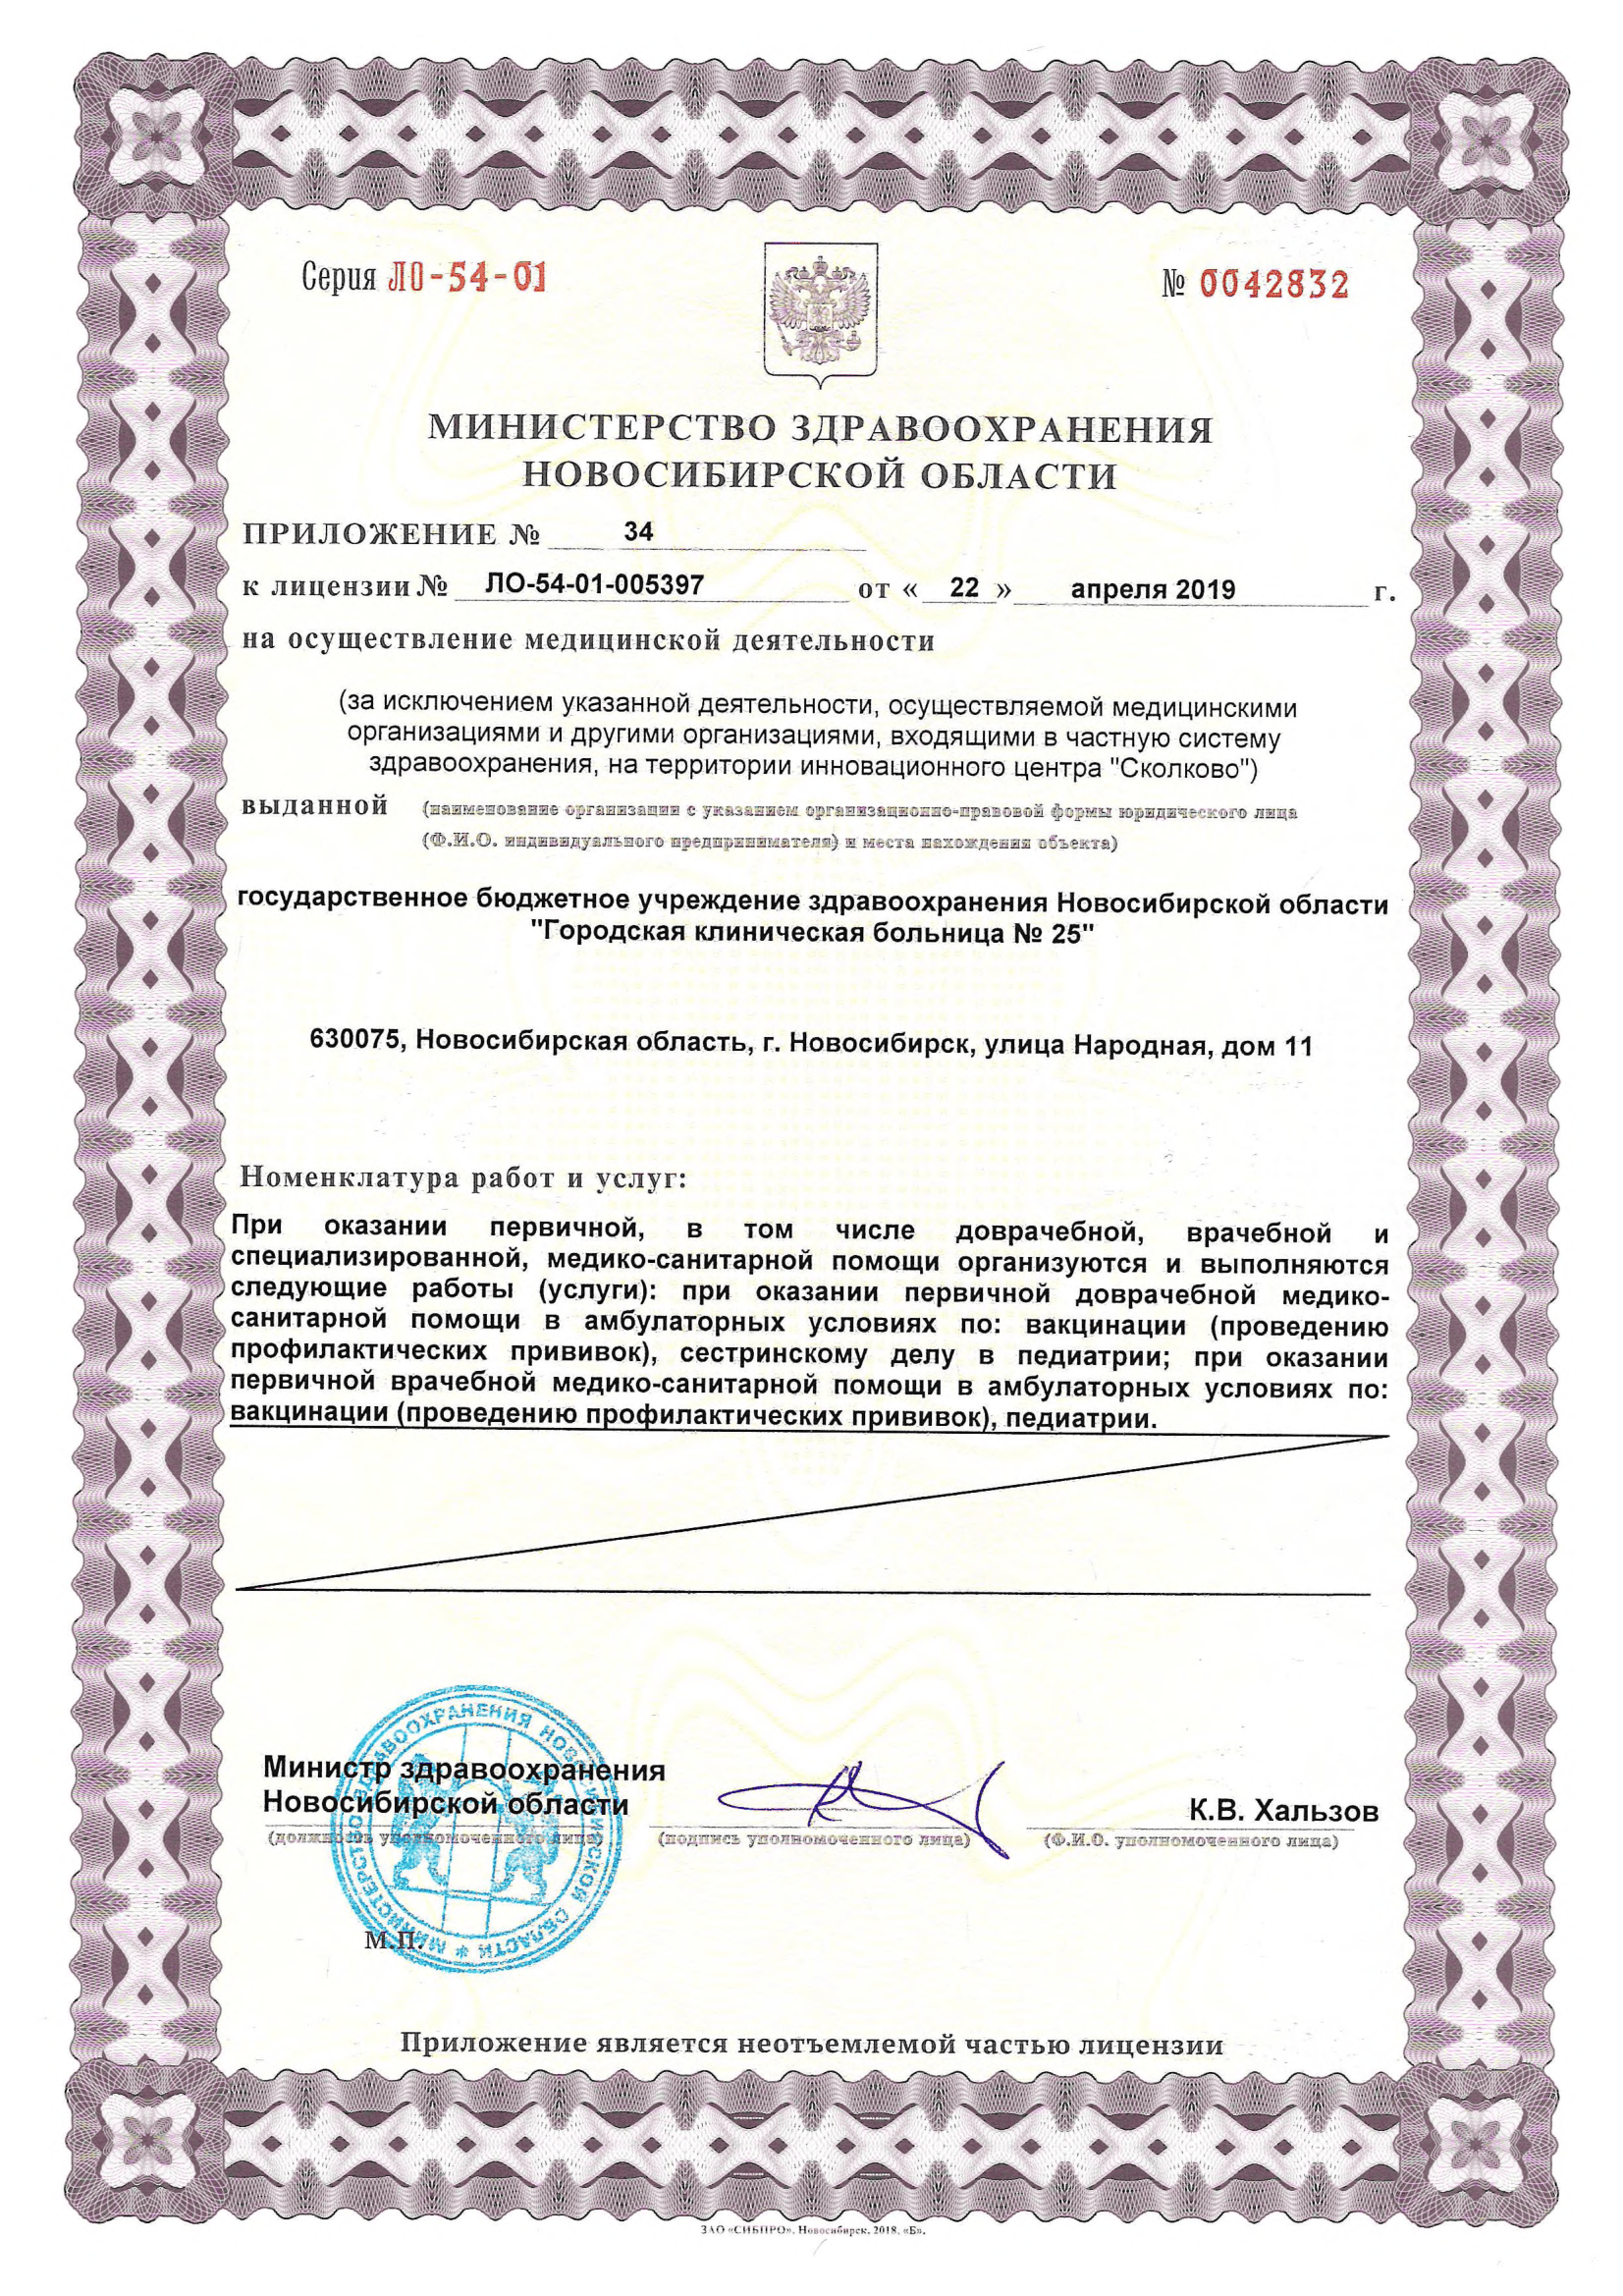 Серия ЛО-54-01
№ 0042832
МИНИСТЕРСТВО ЗДРАВООХРАНЕНИЯ
НОВОСИБИРСКОЙ ОБЛАСТИ
ПРИЛОЖЕНИЕ № 34
к лицензии № ЛО-54-01-005397 от « 22 » апреля 2019 г.
на осуществление медицинской деятельности
(за исключением указанной деятельности, осуществляемой медицинскими
организациями и другими организациями, входящими в частную систему
здравоохранения, на территории инновационного центра "Сколково")
выданной (наименование организации с указанием организационно-правовой формы юридического лица
(Ф.И.О. индивидуального предпринимателя) и места нахождения объекта)
государственное бюджетное учреждение здравоохранения Новосибирской области
"Городская клиническая больница № 25"
630075, Новосибирская область, г. Новосибирск, улица Народная, дом 11
Номенклатура работ и услуг:
При оказании первичной, в том числе доврачебной, врачебной и
специализированной, медико-санитарной помощи организуются и выполняются
следующие работы (услуги): при оказании первичной доврачебной медико-
санитарной помощи в амбулаторных условиях по: вакцинации (проведению
профилактических прививок), сестринскому делу в педиатрии; при оказании
первичной врачебной медико-санитарной помощи в амбулаторных условиях по:
вакцинации (проведению профилактических прививок), педиатрии.
Министр здравоохранения
Новосибирской области
К.В. Хальзов
(должность уполномоченного лица)
(подпись уполномоченного лица)
(Ф.И.О. уполномоченного лица)
МИНИСТЕРСТВО ЗДРАВООХРАНЕНИЯ НОВОСИБИРСКОЙ ОБЛАСТИ *
М.П.
Приложение является неотъемлемой частью лицензии
ЗАО «СИБПРО», Новосибирск, 2018, «Б».